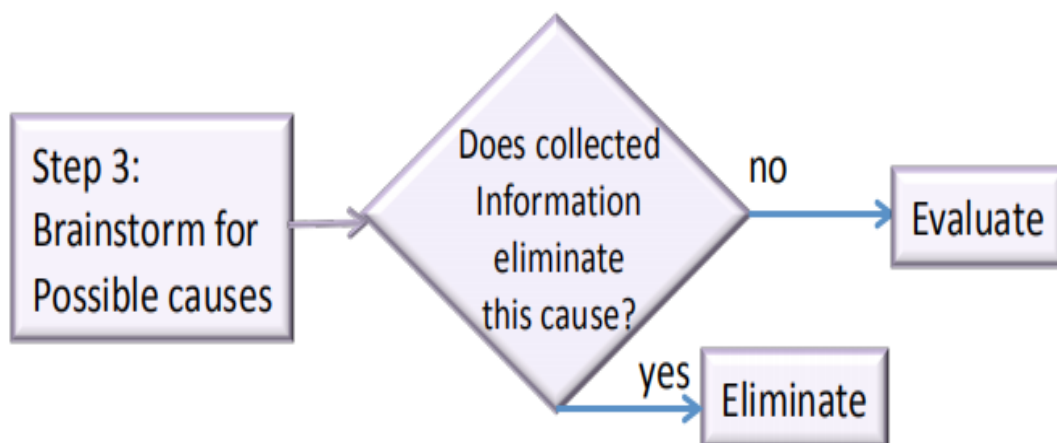 Step 3:
Brainstorm for
Possible causes
Does collected
Information
eliminate
this cause?
no
Evaluate
yes
Eliminate